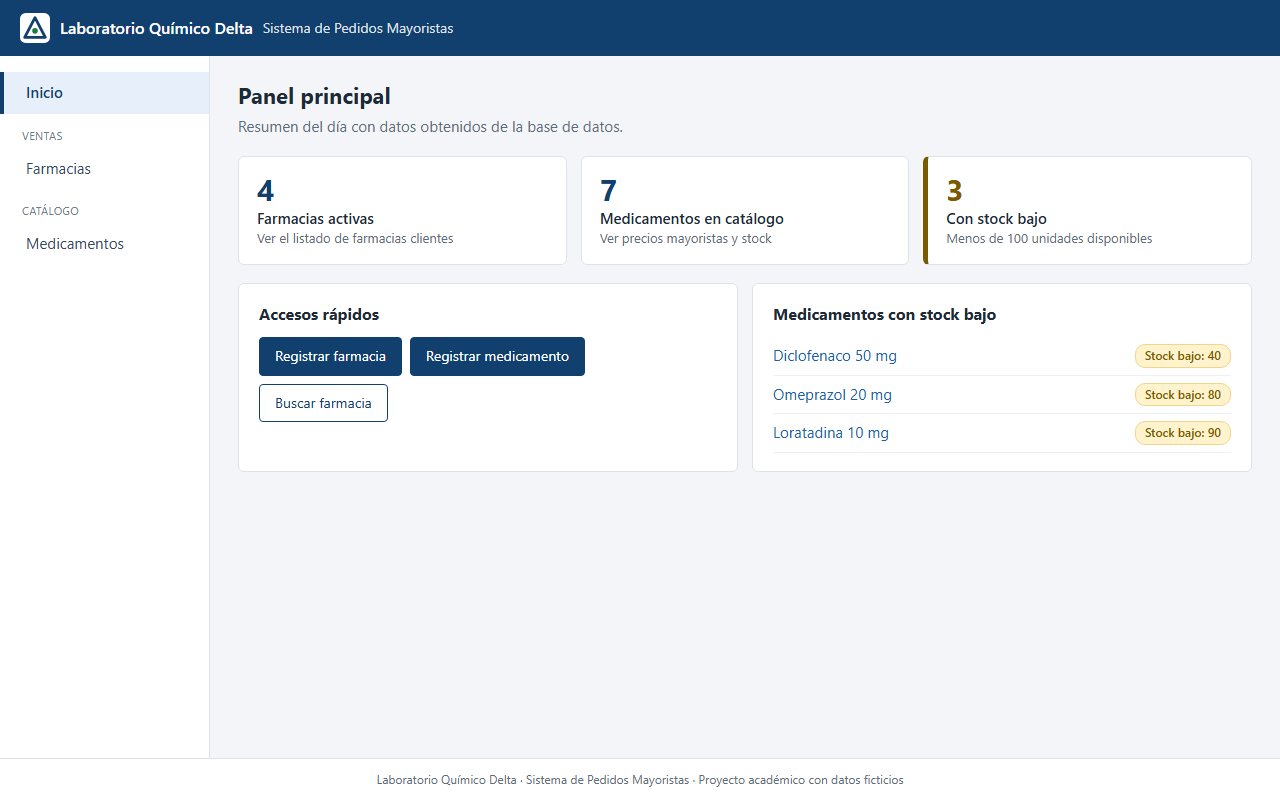 Laboratorio Químico Delta Sistema de Pedidos Mayoristas
Inicio
VENTAS
Farmacias
CATÁLOGO
Medicamentos
Panel principal
Resumen del día con datos obtenidos de la base de datos.
4
Farmacias activas
Ver el listado de farmacias clientes
7
Medicamentos en catálogo
Ver precios mayoristas y stock
3
Con stock bajo
Menos de 100 unidades disponibles
Accesos rápidos
Registrar farmacia
Registrar medicamento
Buscar farmacia
Medicamentos con stock bajo
Diclofenaco 50 mg Stock bajo: 40
Omeprazol 20 mg Stock bajo: 80
Loratadina 10 mg Stock bajo: 90
Laboratorio Químico Delta · Sistema de Pedidos Mayoristas · Proyecto académico con datos ficticios